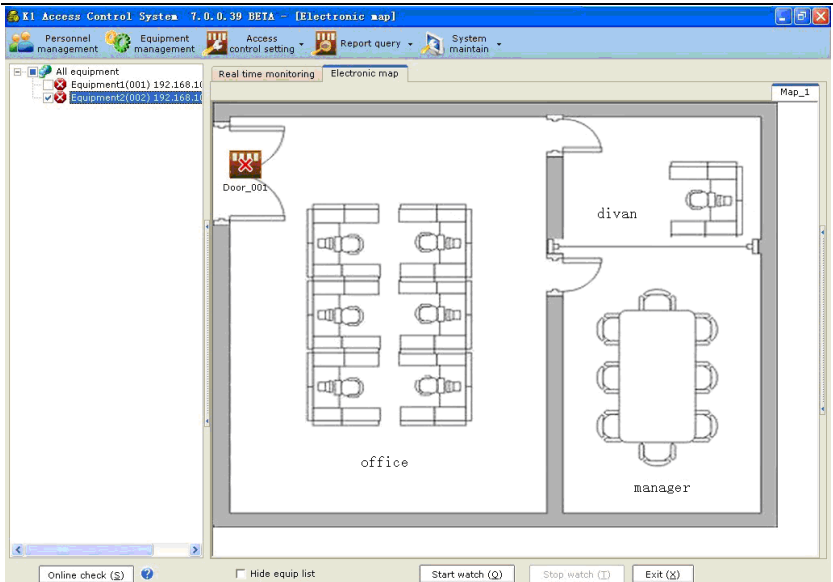 K1 Access Control System 7.0.0.39 BETA - [Electronic map]
Personnel management
Equipment management
Access control setting
Report query
System maintain
All equipment
Equipment1(001) 192.168.10
Equipment2(002) 192.168.10
Real time monitoring
Electronic map
Map_1
Door_001
divan
office
manager
Online check (S)
Hide equip list
Start watch (Q)
Stop watch (T)
Exit (X)